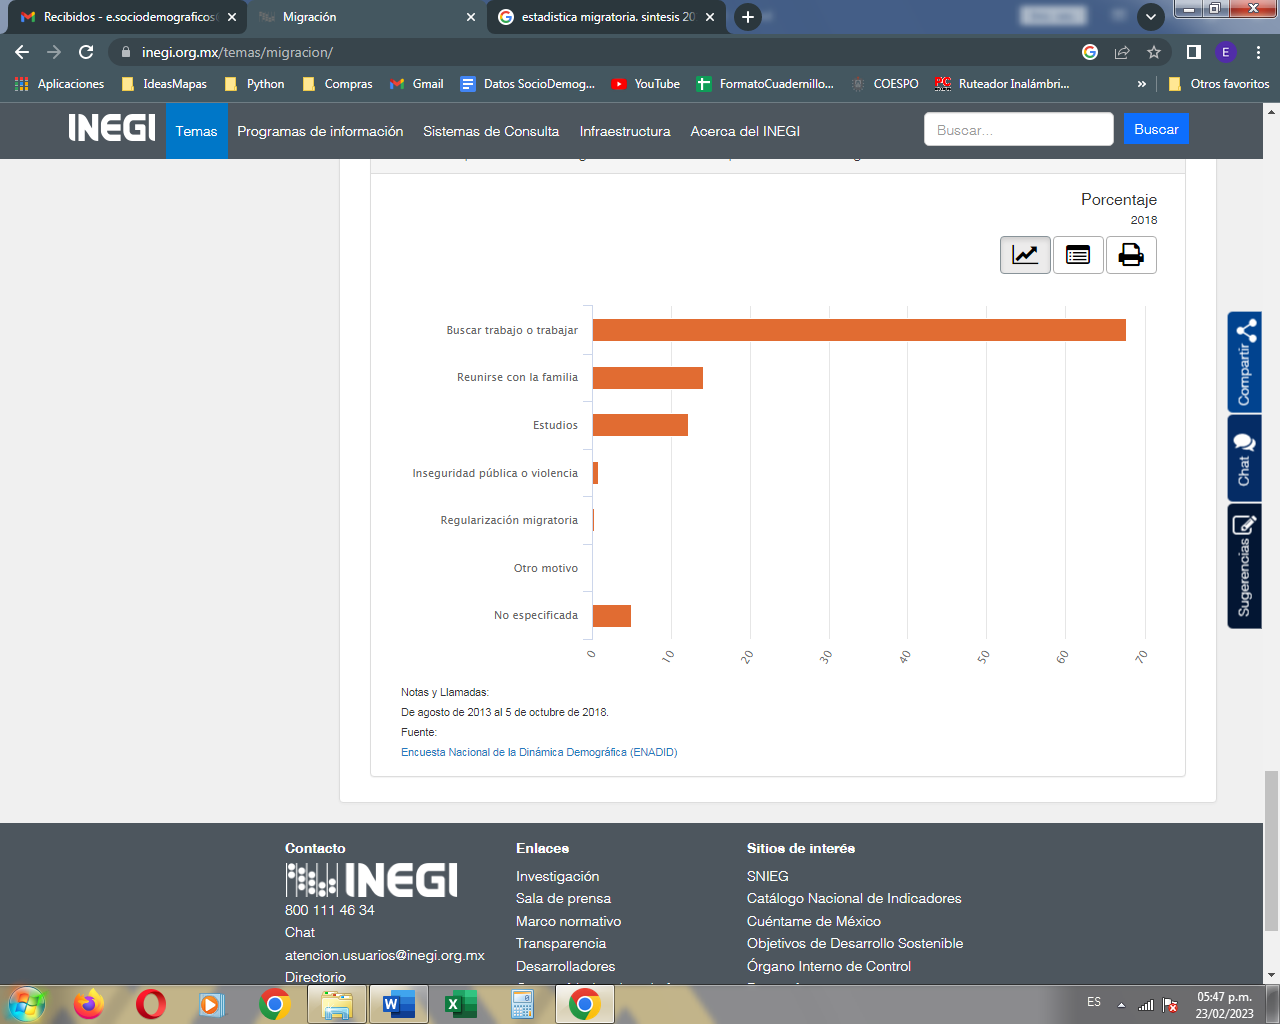 Recibidos - e.sociodemograficos
Migración
estadistica migratoria. sintesis 20
inegi.org.mx/temas/migracion/
E
Aplicaciones
IdeasMapas
Python
Compras
Gmail
Datos SocioDemog...
YouTube
FormatoCuadernillo...
COESPO
Ruteador Inalámbri...
»
Otros favoritos
INEGI
Temas
Programas de información
Sistemas de Consulta
Infraestructura
Acerca del INEGI
Buscar...
Buscar
Porcentaje
2018
Buscar trabajo o trabajar
Reunirse con la familia
Estudios
Inseguridad pública o violencia
Regularización migratoria
Otro motivo
No especificada
0
10
20
30
40
50
60
70
Notas y Llamadas:
De agosto de 2013 al 5 de octubre de 2018.
Fuente:
Encuesta Nacional de la Dinámica Demográfica (ENADID)
Compartir
Chat
Sugerencias
Contacto
INEGI
800 111 46 34
Chat
atencion.usuarios@inegi.org.mx
Directorio
Enlaces
Investigación
Sala de prensa
Marco normativo
Transparencia
Desarrolladores
Sitios de interés
SNIEG
Catálogo Nacional de Indicadores
Cuéntame de México
Objetivos de Desarrollo Sostenible
Órgano Interno de Control
ES
05:47 p.m.
23/02/2023